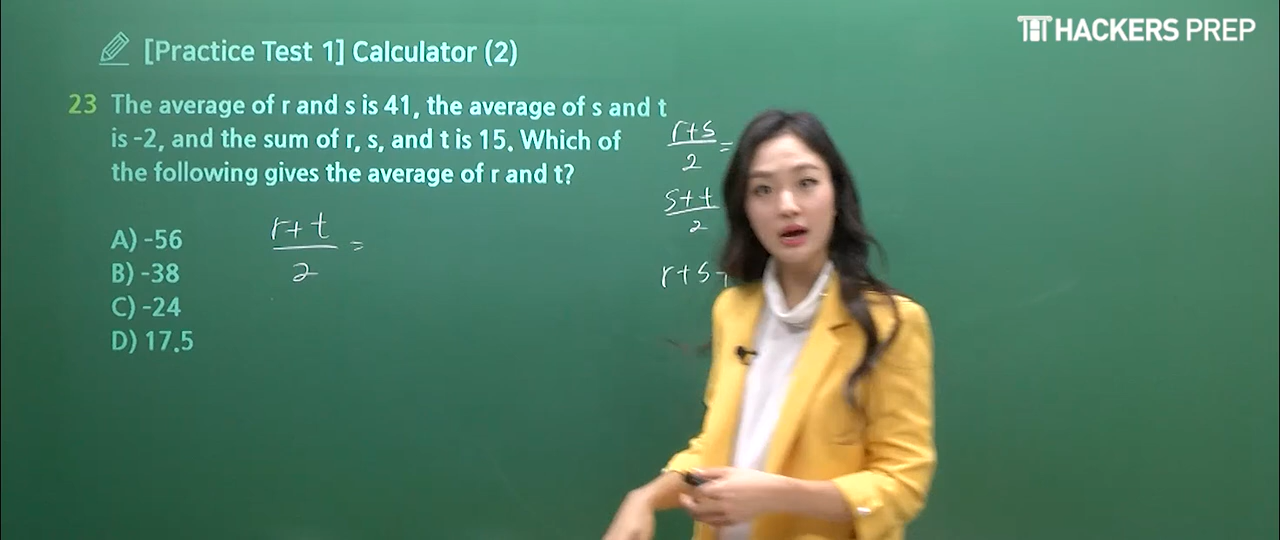 HACKERS PREP
[Practice Test 1] Calculator (2)
23 The average of r and s is 41, the average of s and t
is -2, and the sum of r, s, and t is 15. Which of
the following gives the average of r and t?
A) -56
B) -38
C) -24
D) 17.5
r+t
2
=
r+s
2
=
s+t
2
r+s+